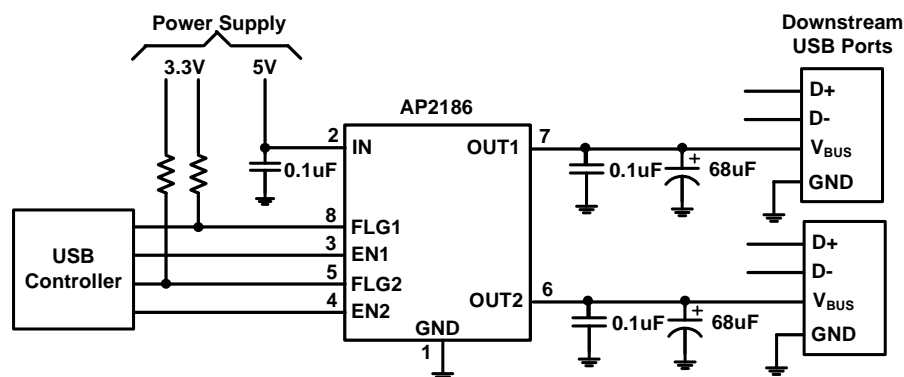 Power Supply
3.3V 5V
Downstream
USB Ports
AP2186
D+
D-
VBUS
GND
2 IN OUT1 7
0.1uF
0.1uF 68uF
USB
Controller
8 FLG1
3 EN1
5 FLG2
4 EN2
OUT2 6
GND
1
0.1uF 68uF
D+
D-
VBUS
GND